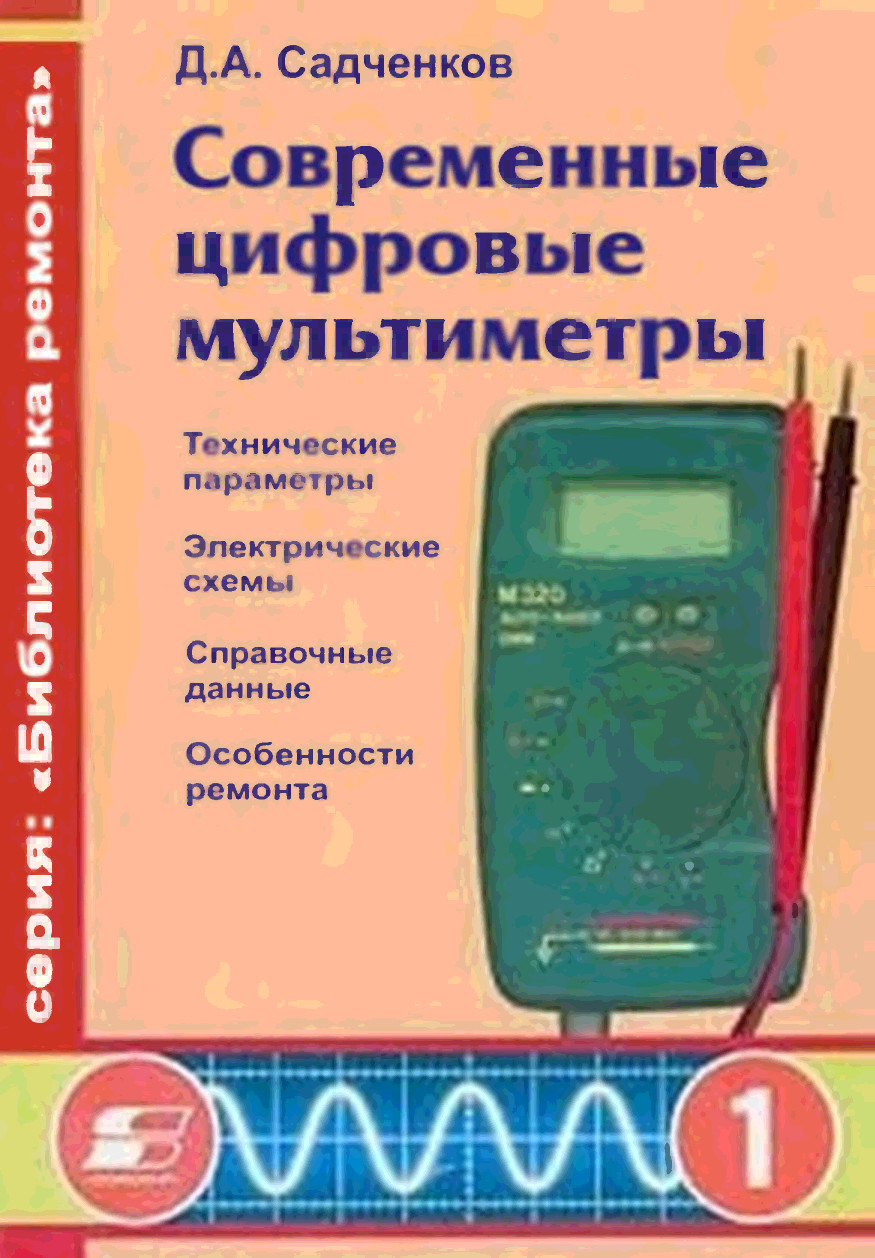 Д.А. Садченков
Современные
цифровые
мультиметры
Технические
параметры
Электрические
схемы
Справочные
данные
Особенности
ремонта
серия: «Библиотека ремонта»
M320
1